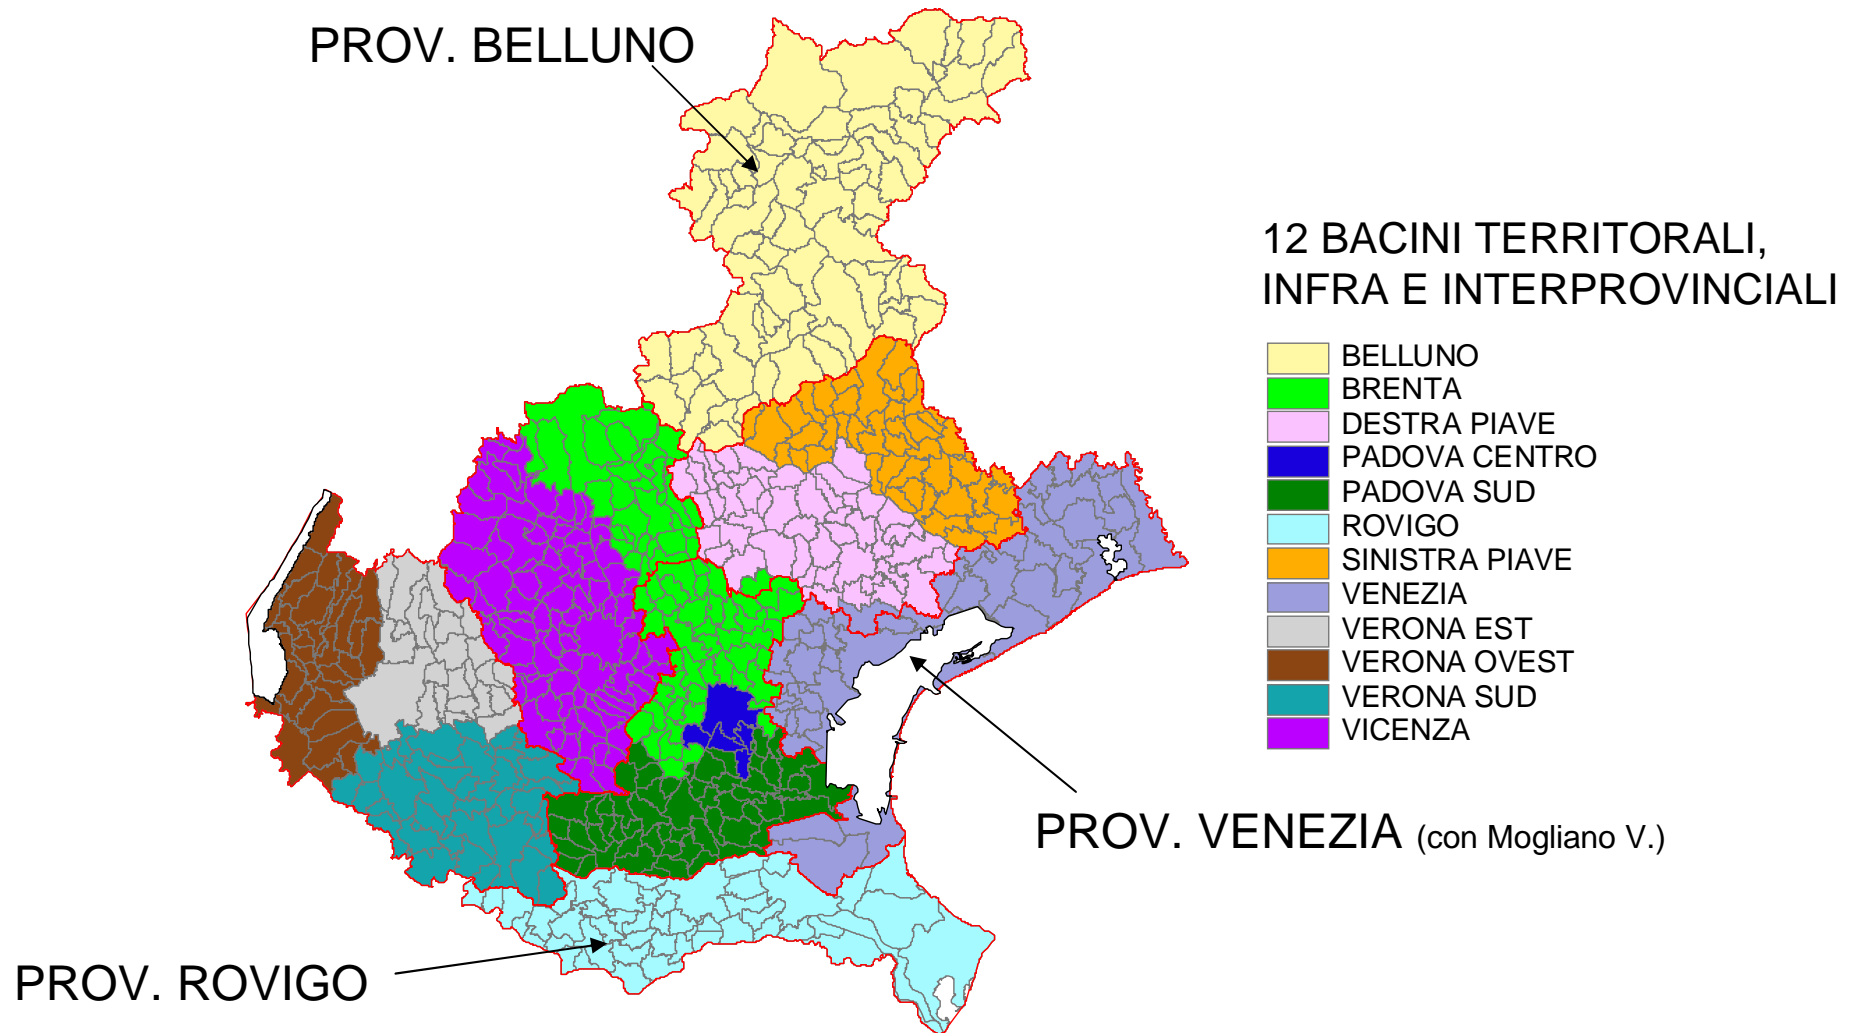 PROV. BELLUNO
12 BACINI TERRITORALI,
INFRA E INTERPROVINCIALI
BELLUNO
BRENTA
DESTRA PIAVE
PADOVA CENTRO
PADOVA SUD
ROVIGO
SINISTRA PIAVE
VENEZIA
VERONA EST
VERONA OVEST
VERONA SUD
VICENZA
PROV. VENEZIA (con Mogliano V.)
PROV. ROVIGO